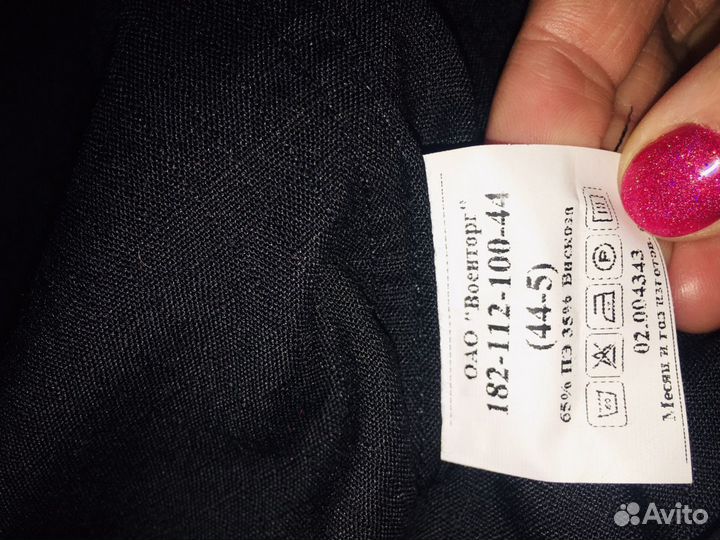 ОАО "Военторг"
182-112-100-44
(44-5)
65% ПЭ 35% Вискоза
02.004343
Месяц и год изготов
Avito